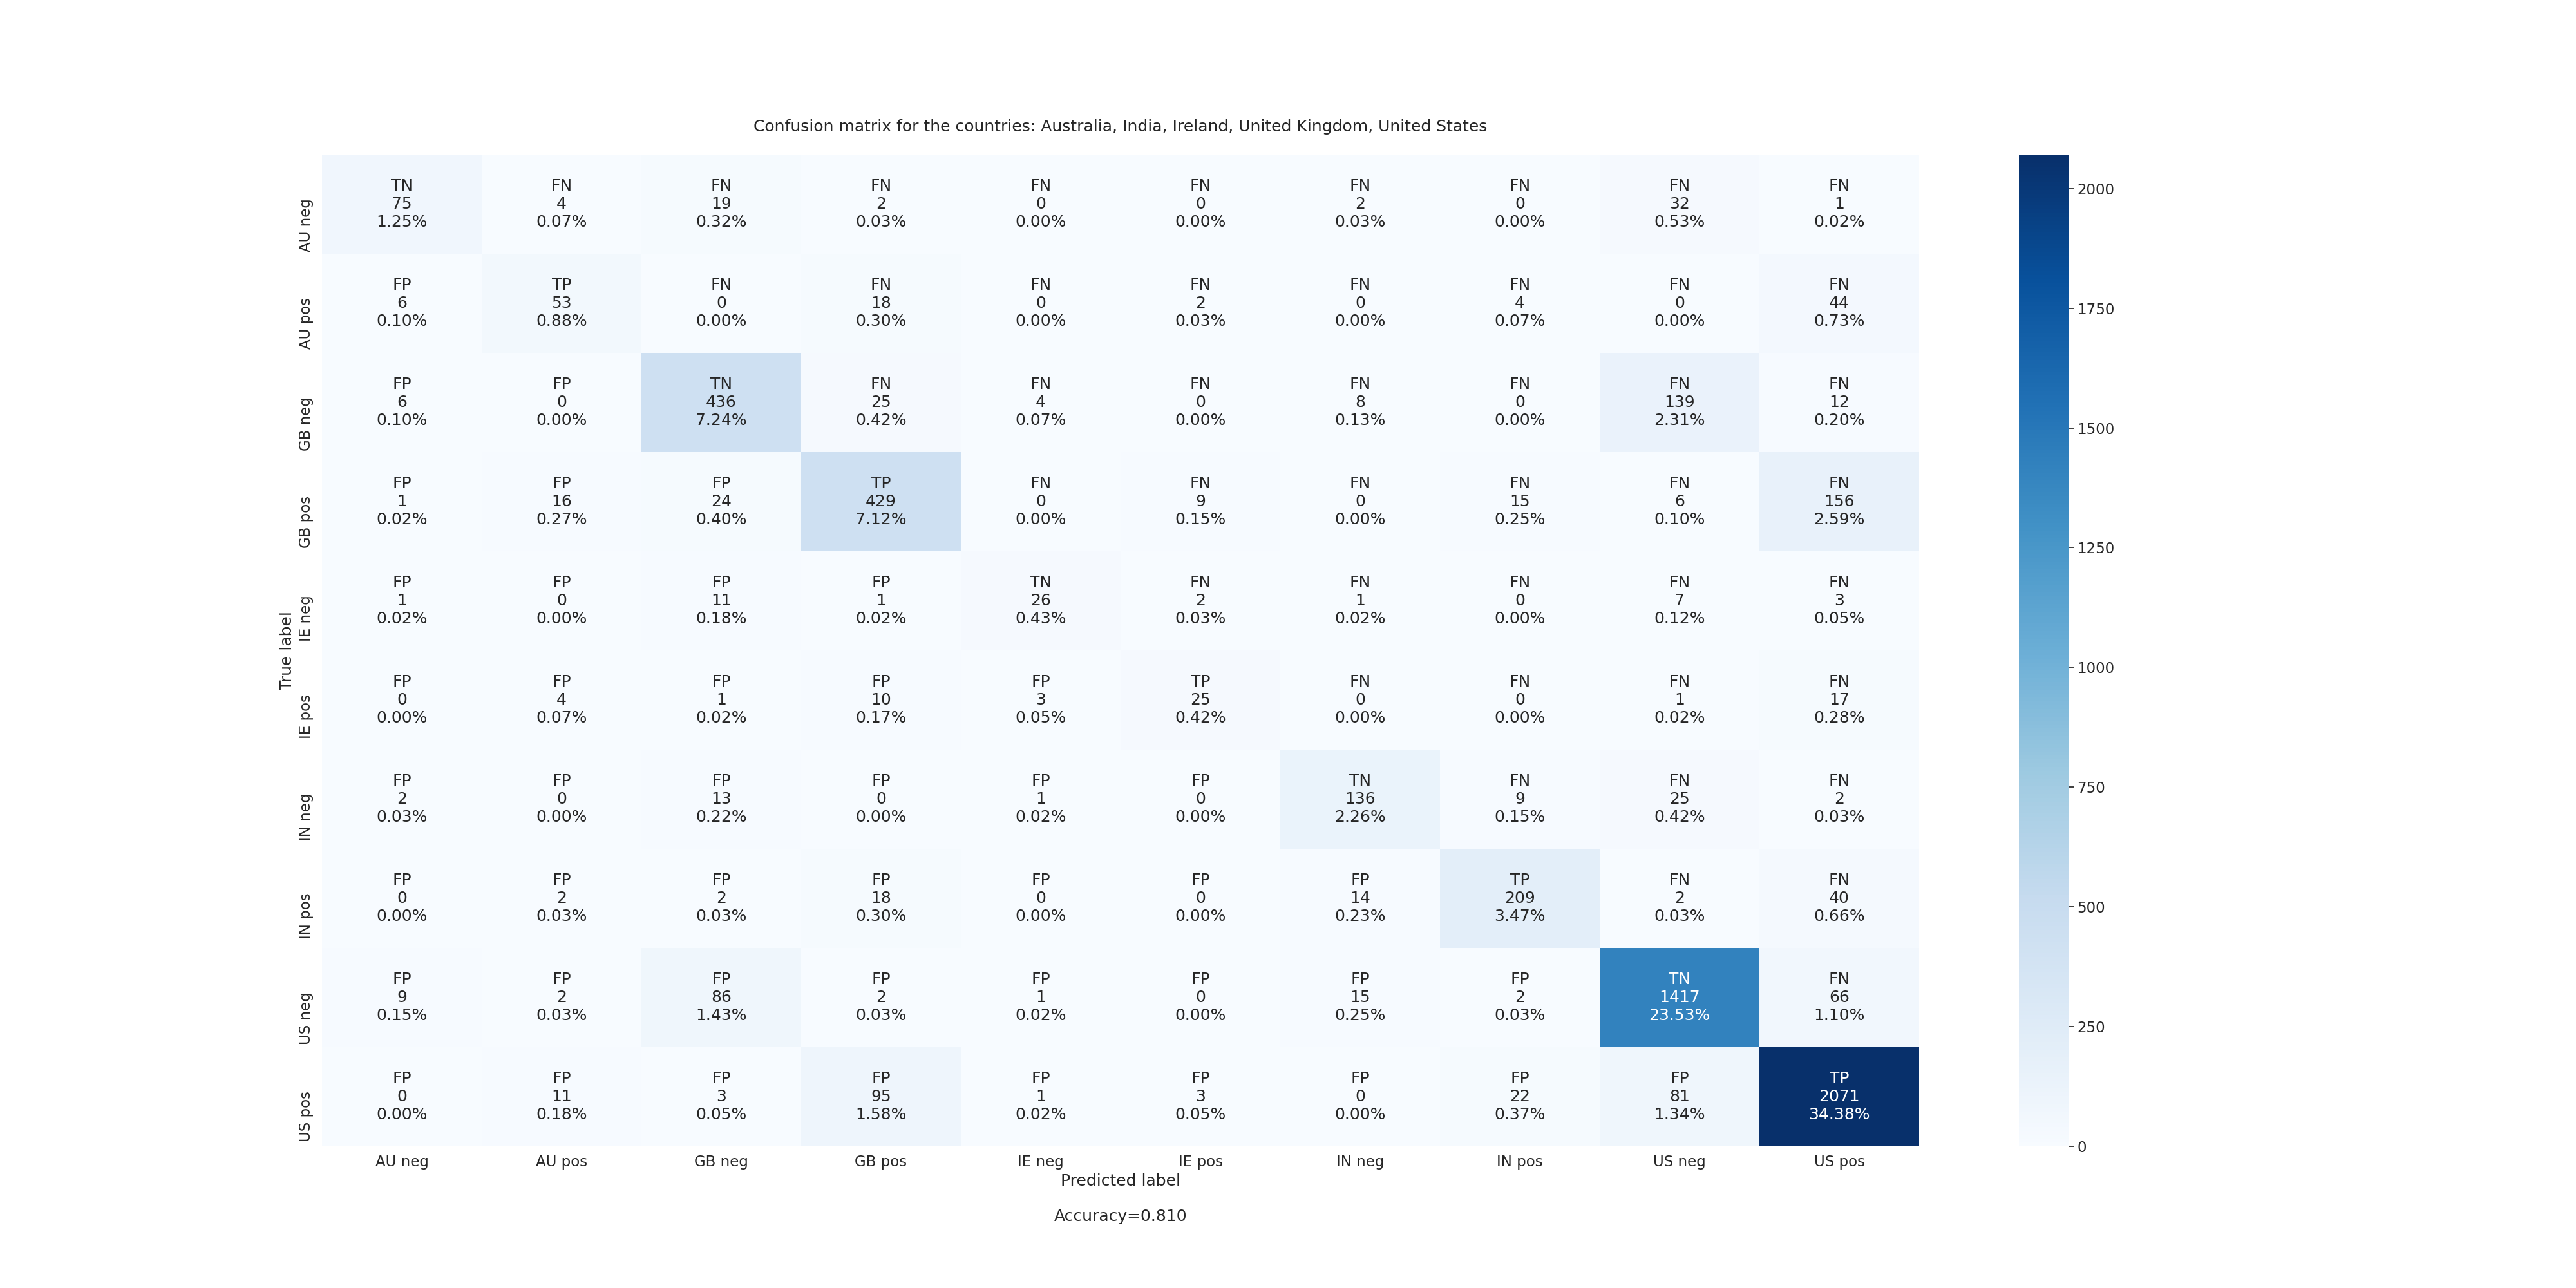 Confusion matrix for the countries: Australia, India, Ireland, United Kingdom, United States
TN FN FN FN FN FN FN FN FN FN
75 4 19 2 0 0 2 0 32 1
1.25% 0.07% 0.32% 0.03% 0.00% 0.00% 0.03% 0.00% 0.53% 0.02%
AU neg
FP TP FN FN FN FN FN FN FN FN
6 53 0 18 0 2 0 4 0 44
0.10% 0.88% 0.00% 0.30% 0.00% 0.03% 0.00% 0.07% 0.00% 0.73%
AU pos
FP FP TN FN FN FN FN FN FN FN
6 0 436 25 4 0 8 0 139 12
0.10% 0.00% 7.24% 0.42% 0.07% 0.00% 0.13% 0.00% 2.31% 0.20%
GB neg
FP FP FP TP FN FN FN FN FN FN
1 16 24 429 0 9 0 15 6 156
0.02% 0.27% 0.40% 7.12% 0.00% 0.15% 0.00% 0.25% 0.10% 2.59%
GB pos
FP FP FP FP TN FN FN FN FN FN
1 0 11 1 26 2 1 0 7 3
0.02% 0.00% 0.18% 0.02% 0.43% 0.03% 0.02% 0.00% 0.12% 0.05%
IE neg
True label
FP FP FP FP FP TP FN FN FN FN
0 4 1 10 3 25 0 0 1 17
0.00% 0.07% 0.02% 0.17% 0.05% 0.42% 0.00% 0.00% 0.02% 0.28%
IE pos
FP FP FP FP FP FP TN FN FN FN
2 0 13 0 1 0 136 9 25 2
0.03% 0.00% 0.22% 0.00% 0.02% 0.00% 2.26% 0.15% 0.42% 0.03%
IN neg
FP FP FP FP FP FP FP TP FN FN
0 2 2 18 0 0 14 209 2 40
0.00% 0.03% 0.03% 0.30% 0.00% 0.00% 0.23% 3.47% 0.03% 0.66%
IN pos
FP FP FP FP FP FP FP FP TN FN
9 2 86 2 1 0 15 2 1417 66
0.15% 0.03% 1.43% 0.03% 0.02% 0.00% 0.25% 0.03% 23.53% 1.10%
US neg
FP FP FP FP FP FP FP FP FP TP
0 11 3 95 1 3 0 22 81 2071
0.00% 0.18% 0.05% 1.58% 0.02% 0.05% 0.00% 0.37% 1.34% 34.38%
US pos
AU neg AU pos GB neg GB pos IE neg IE pos IN neg IN pos US neg US pos
Predicted label
Accuracy=0.810
2000
1750
1500
1250
1000
750
500
250
0